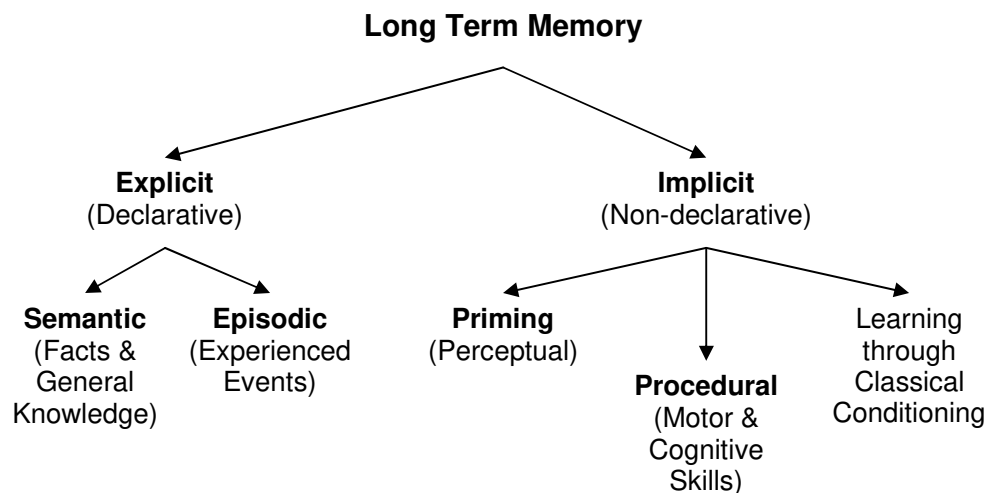 Long Term Memory
Explicit
(Declarative)
Implicit
(Non-declarative)
Semantic
(Facts &
General
Knowledge)
Episodic
(Experienced
Events)
Priming
(Perceptual)
Procedural
(Motor &
Cognitive
Skills)
Learning
through
Classical
Conditioning